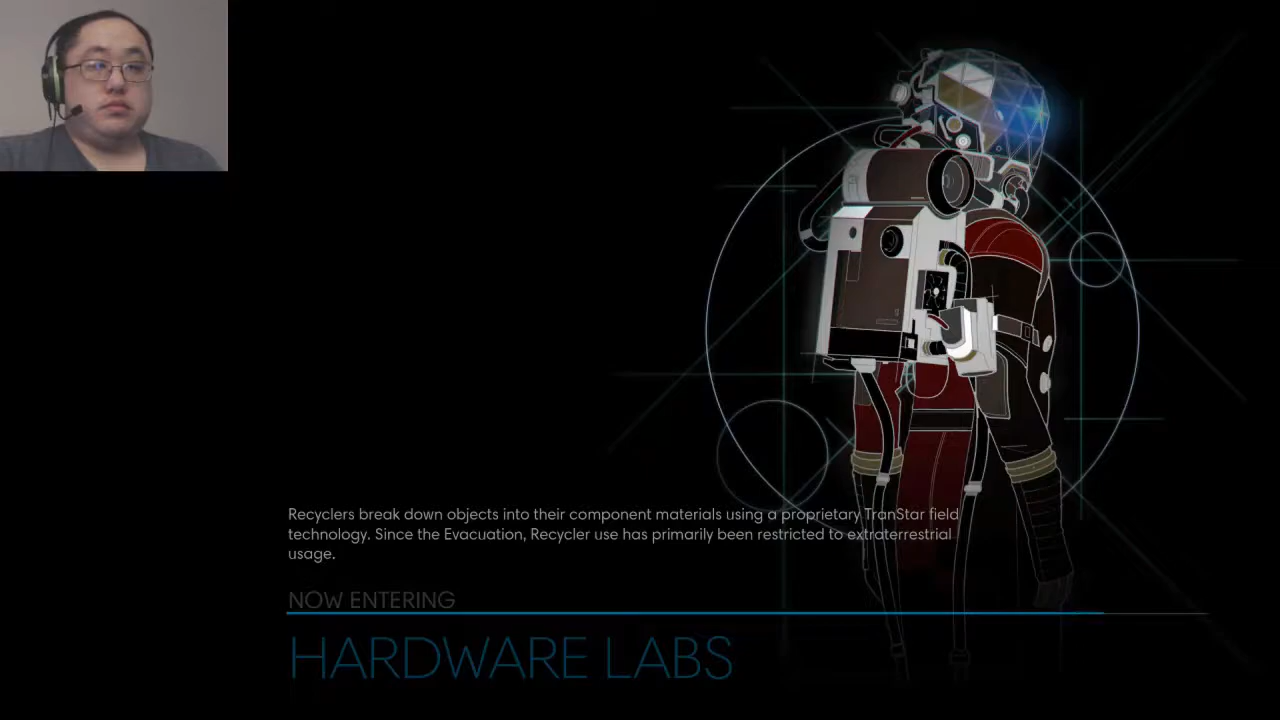 Recyclers break down objects into their component materials using a proprietary TranStar field
technology. Since the Evacuation, Recycler use has primarily been restricted to extraterrestrial
usage.
NOW ENTERING
HARDWARE LABS